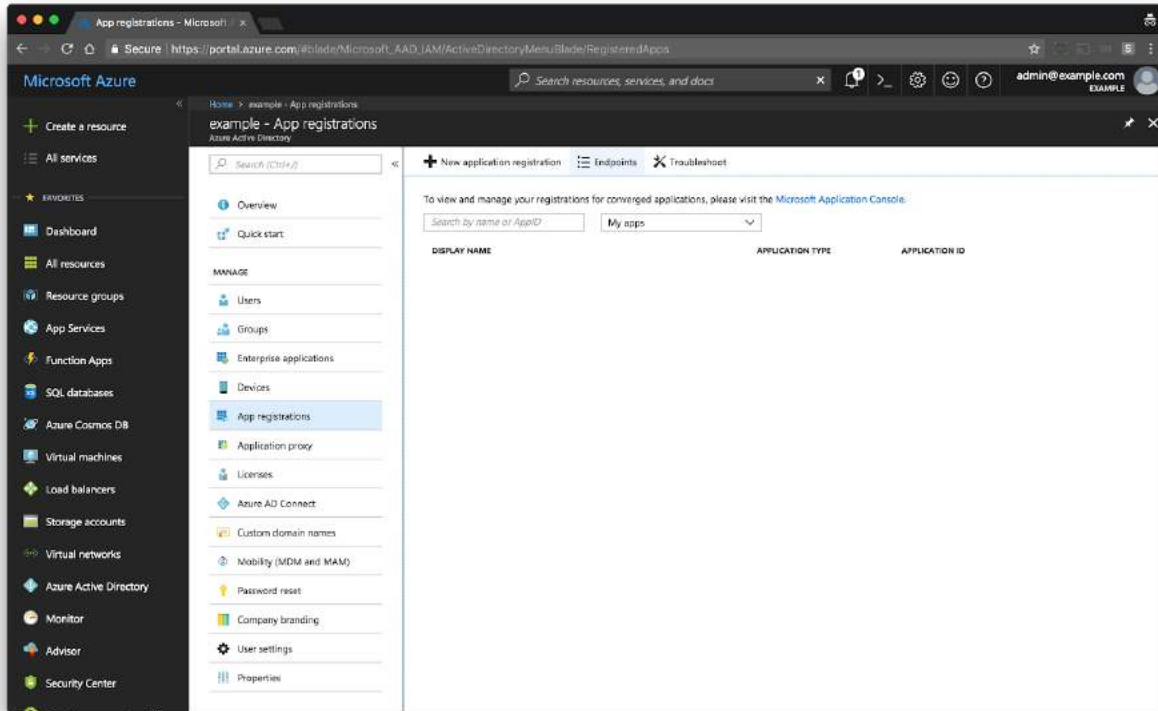 App registrations - Microsoft
Secure https://portal.azure.com/#blade/Microsoft_AAD_IAM/ActiveDirectoryMenuBlade/RegisteredApps
Microsoft Azure
Search resources, services, and docs
1
admin@example.com
EXAMPLE
Home > example - App registrations
example - App registrations
Azure Active Directory
Create a resource
All services
FAVORITES
Dashboard
All resources
Resource groups
App Services
Function Apps
SQL databases
Azure Cosmos DB
Virtual machines
Load balancers
Storage accounts
Virtual networks
Azure Active Directory
Monitor
Advisor
Security Center
Search (Ctrl+/)
Overview
Quick start
MANAGE
Users
Groups
Enterprise applications
Devices
App registrations
Application proxy
Licenses
Azure AD Connect
Custom domain names
Mobility (MDM and MAM)
Password reset
Company branding
User settings
Properties
New application registration Endpoints Troubleshoot
To view and manage your registrations for converged applications, please visit the Microsoft Application Console.
Search by name or AppID My apps
DISPLAY NAME APPLICATION TYPE APPLICATION ID